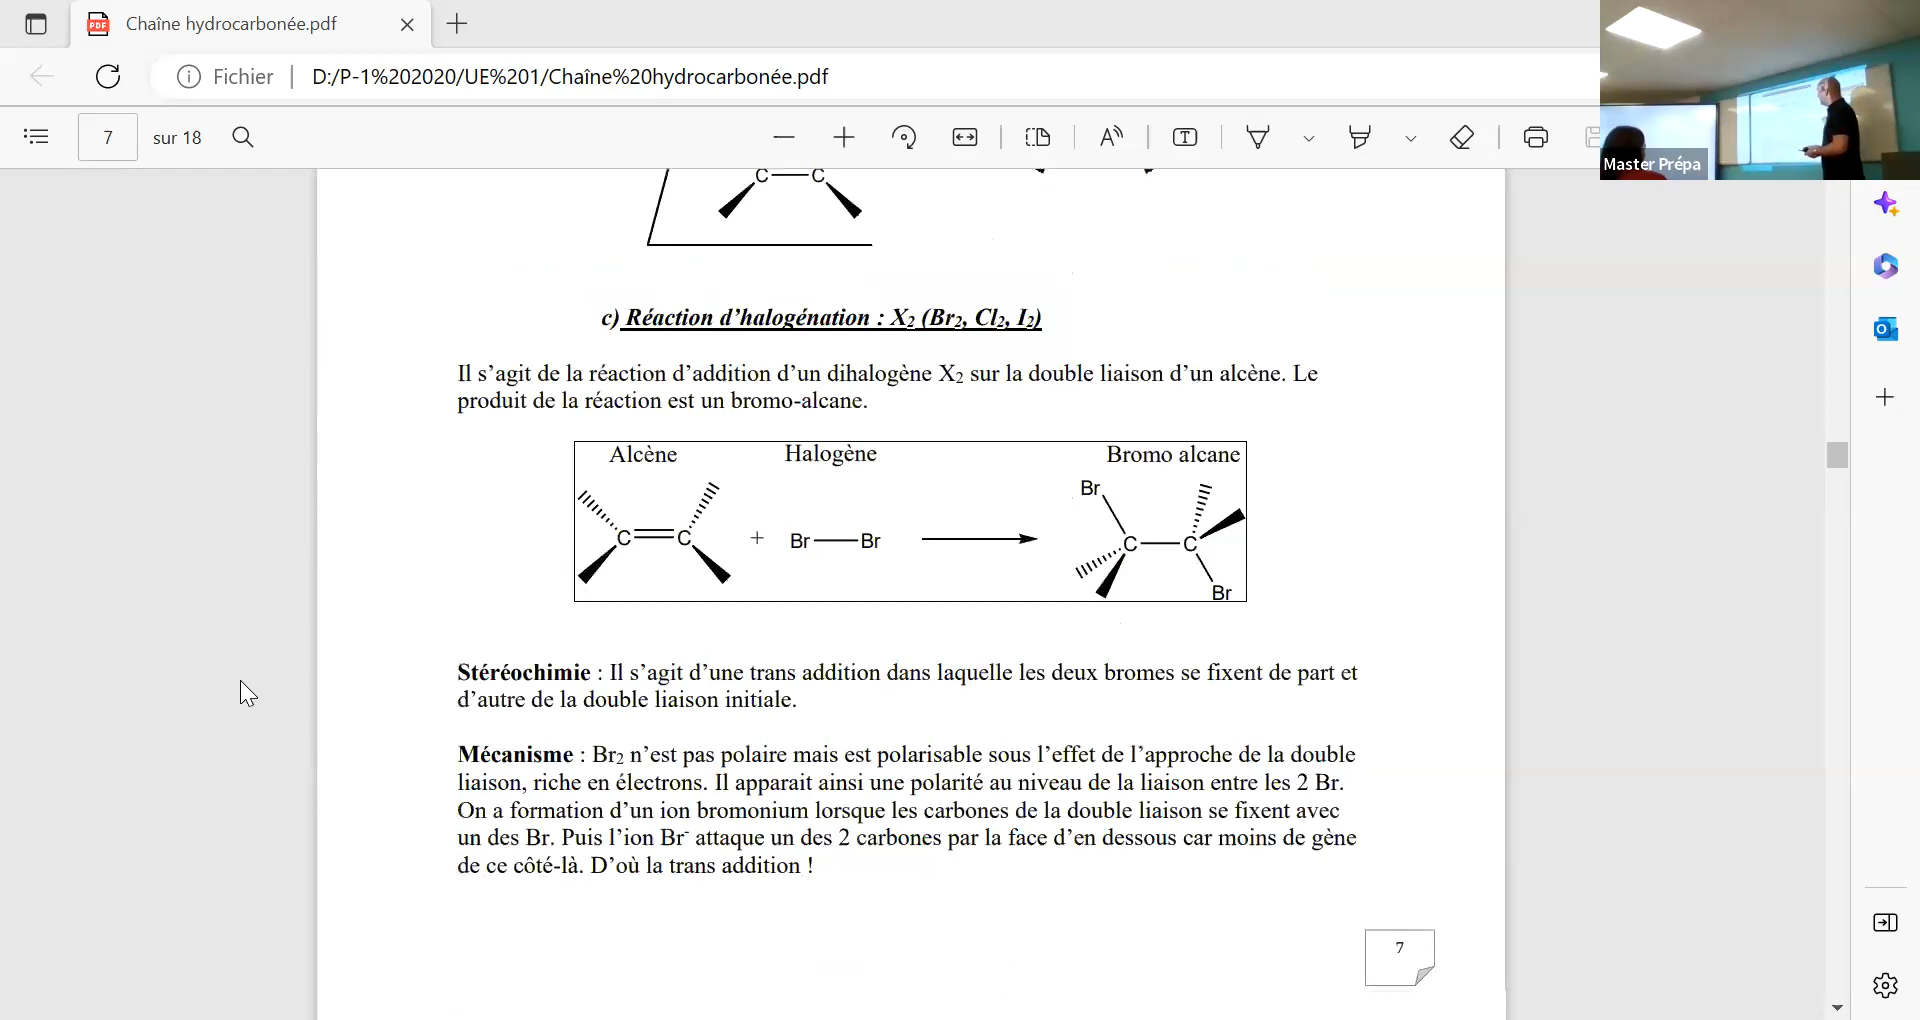 Chaîne hydrocarbonée.pdf
Fichier D:/P-1%202020/UE%201/Chaîne%20hydrocarbonée.pdf
7 sur 18
Master Prépa
C C
c) Réaction d’halogénation : X2 (Br2, Cl2, I2)
Il s’agit de la réaction d’addition d’un dihalogène X2 sur la double liaison d’un alcène. Le
produit de la réaction est un bromo-alcane.
Alcène Halogène Bromo alcane
Br
C C + Br Br C C
Br
Stéréochimie : Il s’agit d’une trans addition dans laquelle les deux bromes se fixent de part et
d’autre de la double liaison initiale.
Mécanisme : Br2 n’est pas polaire mais est polarisable sous l’effet de l’approche de la double
liaison, riche en électrons. Il apparait ainsi une polarité au niveau de la liaison entre les 2 Br.
On a formation d’un ion bromonium lorsque les carbones de la double liaison se fixent avec
un des Br. Puis l’ion Br- attaque un des 2 carbones par la face d’en dessous car moins de gène
de ce côté-là. D’où la trans addition !
7